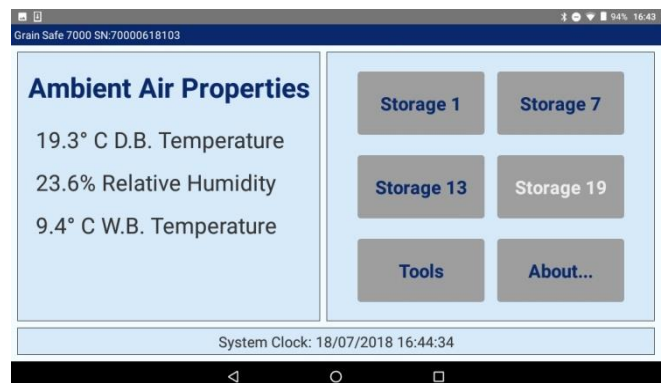 94% 16:43
Grain Safe 7000 SN:70000618103
Ambient Air Properties
19.3° C D.B. Temperature
23.6% Relative Humidity
9.4° C W.B. Temperature
Storage 1
Storage 7
Storage 13
Storage 19
Tools
About...
System Clock: 18/07/2018 16:44:34